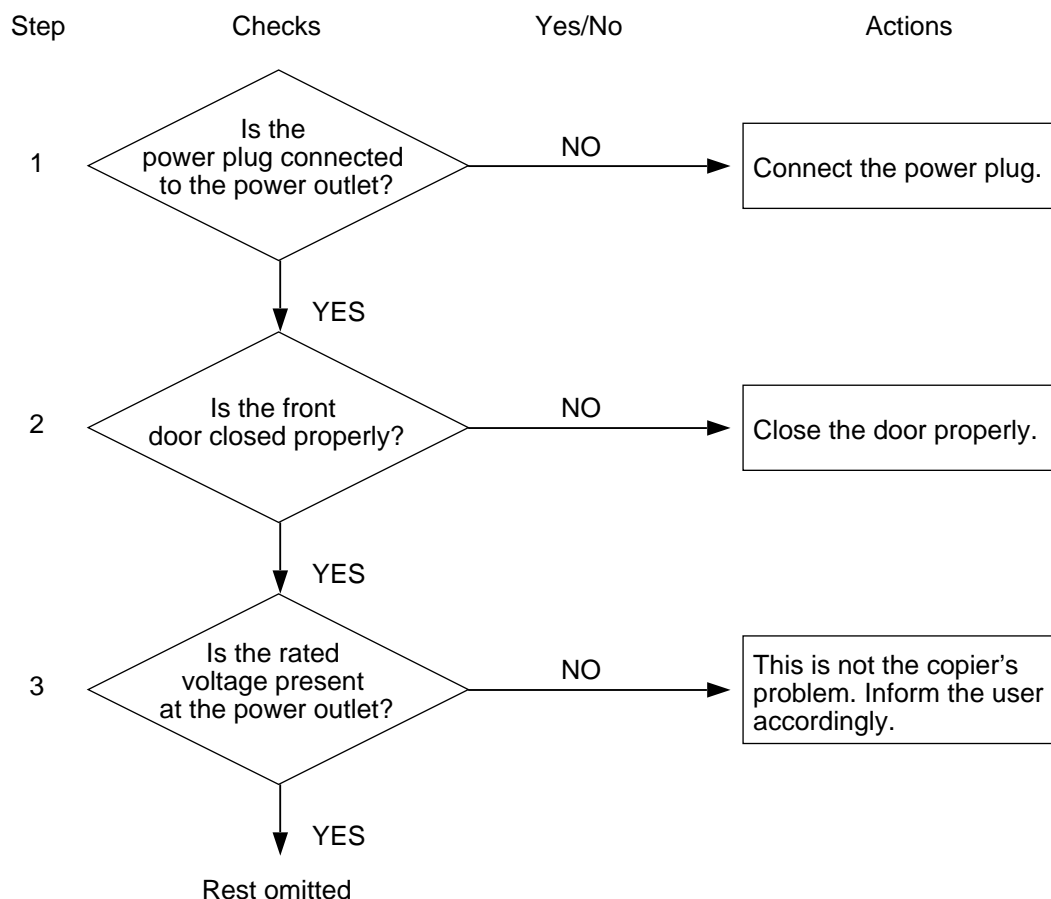 Step Checks Yes/No Actions
1
Is the
power plug connected
to the power outlet?
NO
Connect the power plug.
YES
2
Is the front
door closed properly?
NO
Close the door properly.
YES
3
Is the rated
voltage present
at the power outlet?
NO
This is not the copier’s
problem. Inform the user
accordingly.
YES
Rest omitted